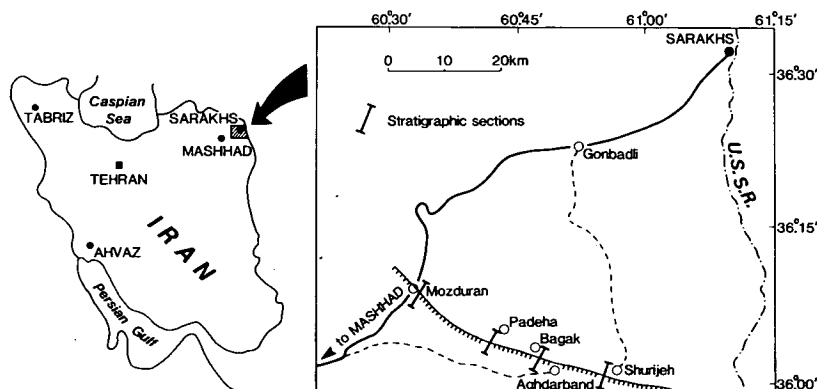 Caspian
Sea
TABRIZ
SARAKHS
MASHHAD
TEHRAN
IRAN
AHVAZ
Persian Gulf
60°30 60°45 61°00 61°15
SARAKHS
0 10 20km
36°30
Stratigraphic sections
Gonbadli
U.S.S.R.
36°15
Mozduran
to MASHHAD
Padeha
Bagak
Aghdarband
Shurijeh
36°00